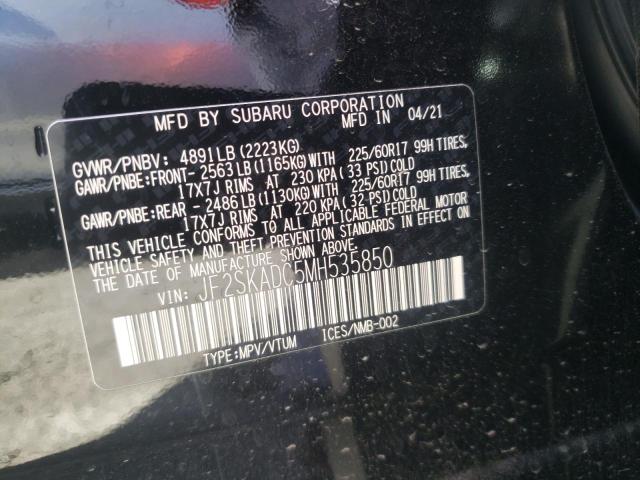 MFD BY SUBARU CORPORATION
MFD IN 04/21
GVWR/PNBV: 4891LB (2223KG)
GAWR/PNBE:FRONT- 2563LB(1165KG)WITH 225/60R17 99H TIRES,
17X7J RIMS AT 230 KPA (33 PSI)COLD
GAWR/PNBE:REAR - 2486LB(1130KG)WITH 225/60R17 99H TIRES,
17X7J RIMS AT 220 KPA (32 PSI)COLD
THIS VEHICLE CONFORMS TO ALL APPLICABLE FEDERAL MOTOR
VEHICLE SAFETY AND THEFT PREVENTION STANDARDS IN EFFECT ON
THE DATE OF MANUFACTURE SHOWN ABOVE.
VIN: JF2SKADC5MH535850
TYPE:MPV/VTUM ICES/NMB-002